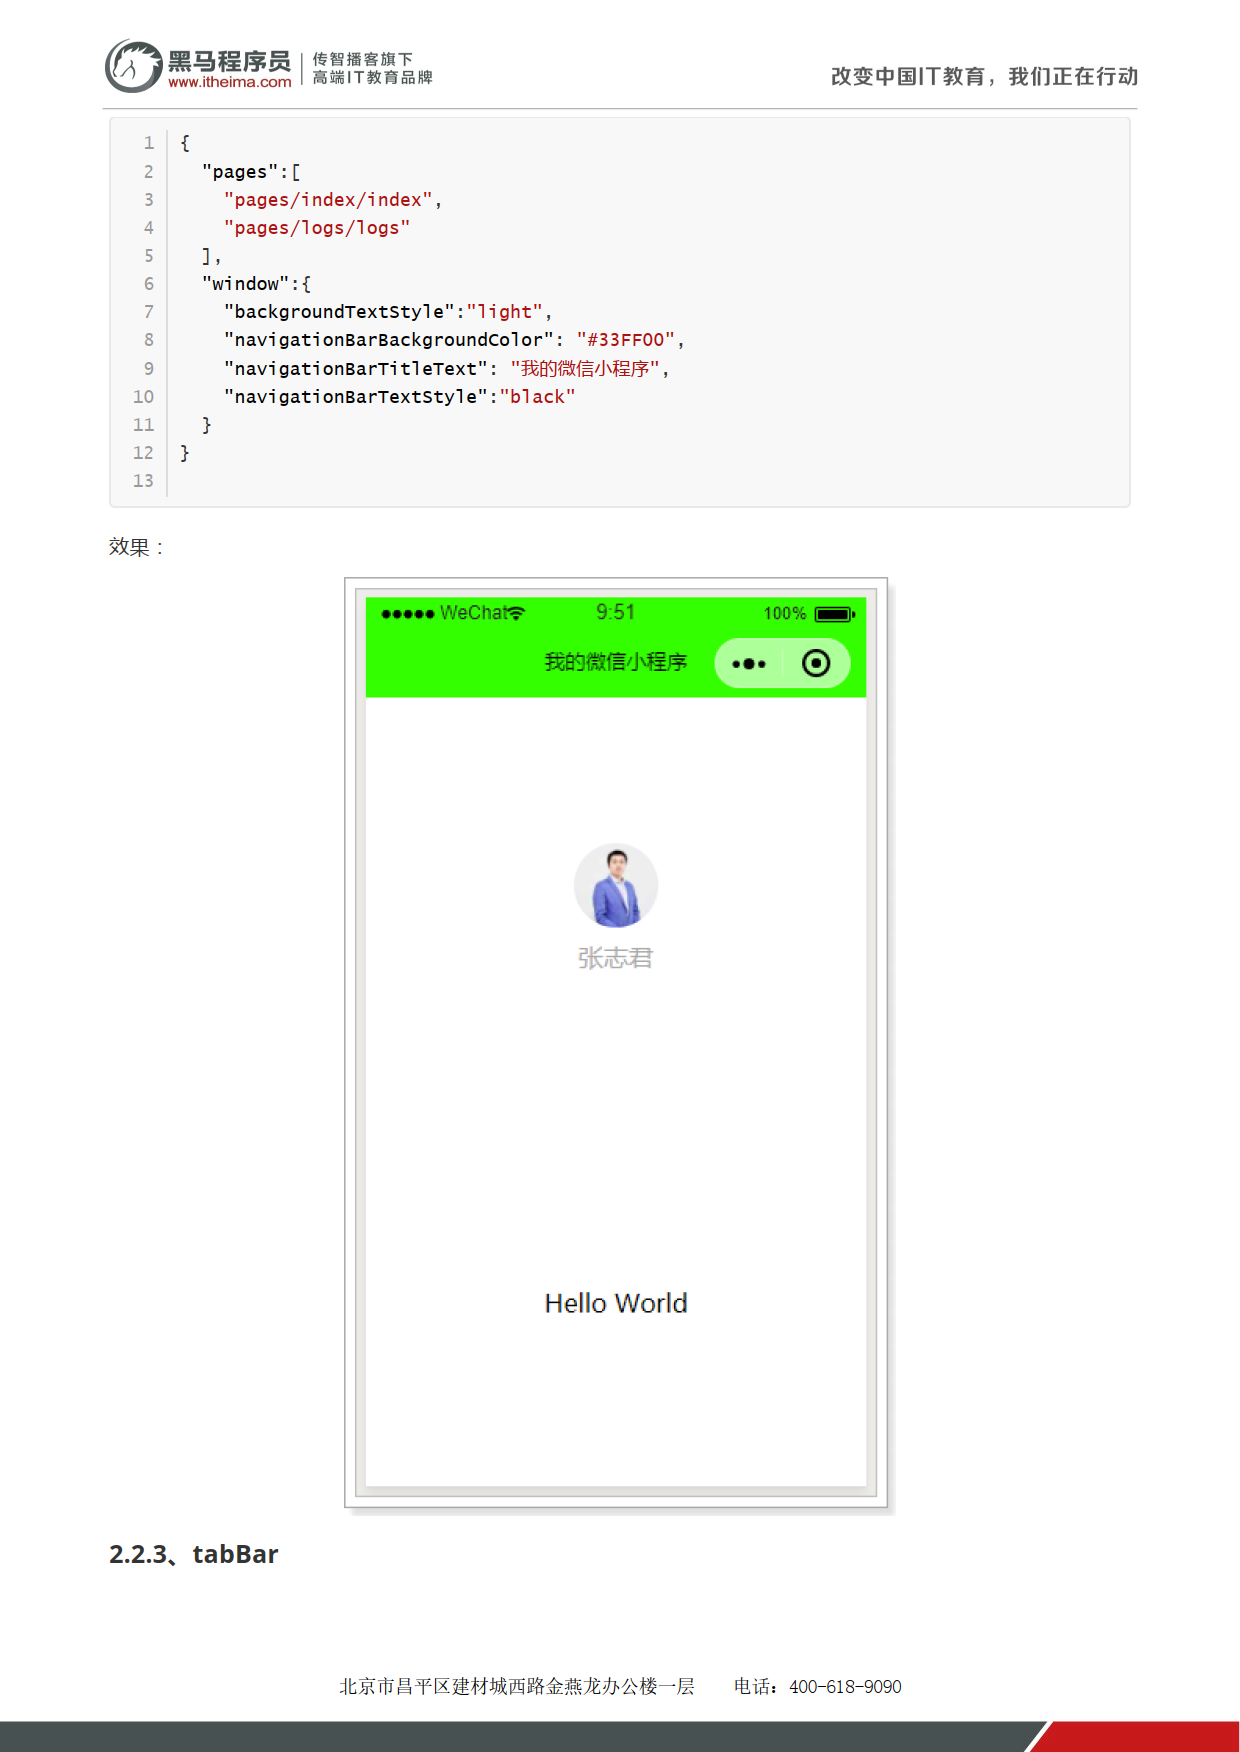 黑马程序员
www.itheima.com
传智播客旗下
高端IT教育品牌
改变中国IT教育，我们正在行动
1 {
2   "pages":[
3     "pages/index/index",
4     "pages/logs/logs"
5   ],
6   "window":{
7     "backgroundTextStyle":"light",
8     "navigationBarBackgroundColor": "#33FF00",
9     "navigationBarTitleText": "我的微信小程序",
10     "navigationBarTextStyle":"black"
11   }
12 }
13
效果：
WeChat 9:51 100%
我的微信小程序
张志君
Hello World
2.2.3、tabBar
北京市昌平区建材城西路金燕龙办公楼一层 电话：400-618-9090